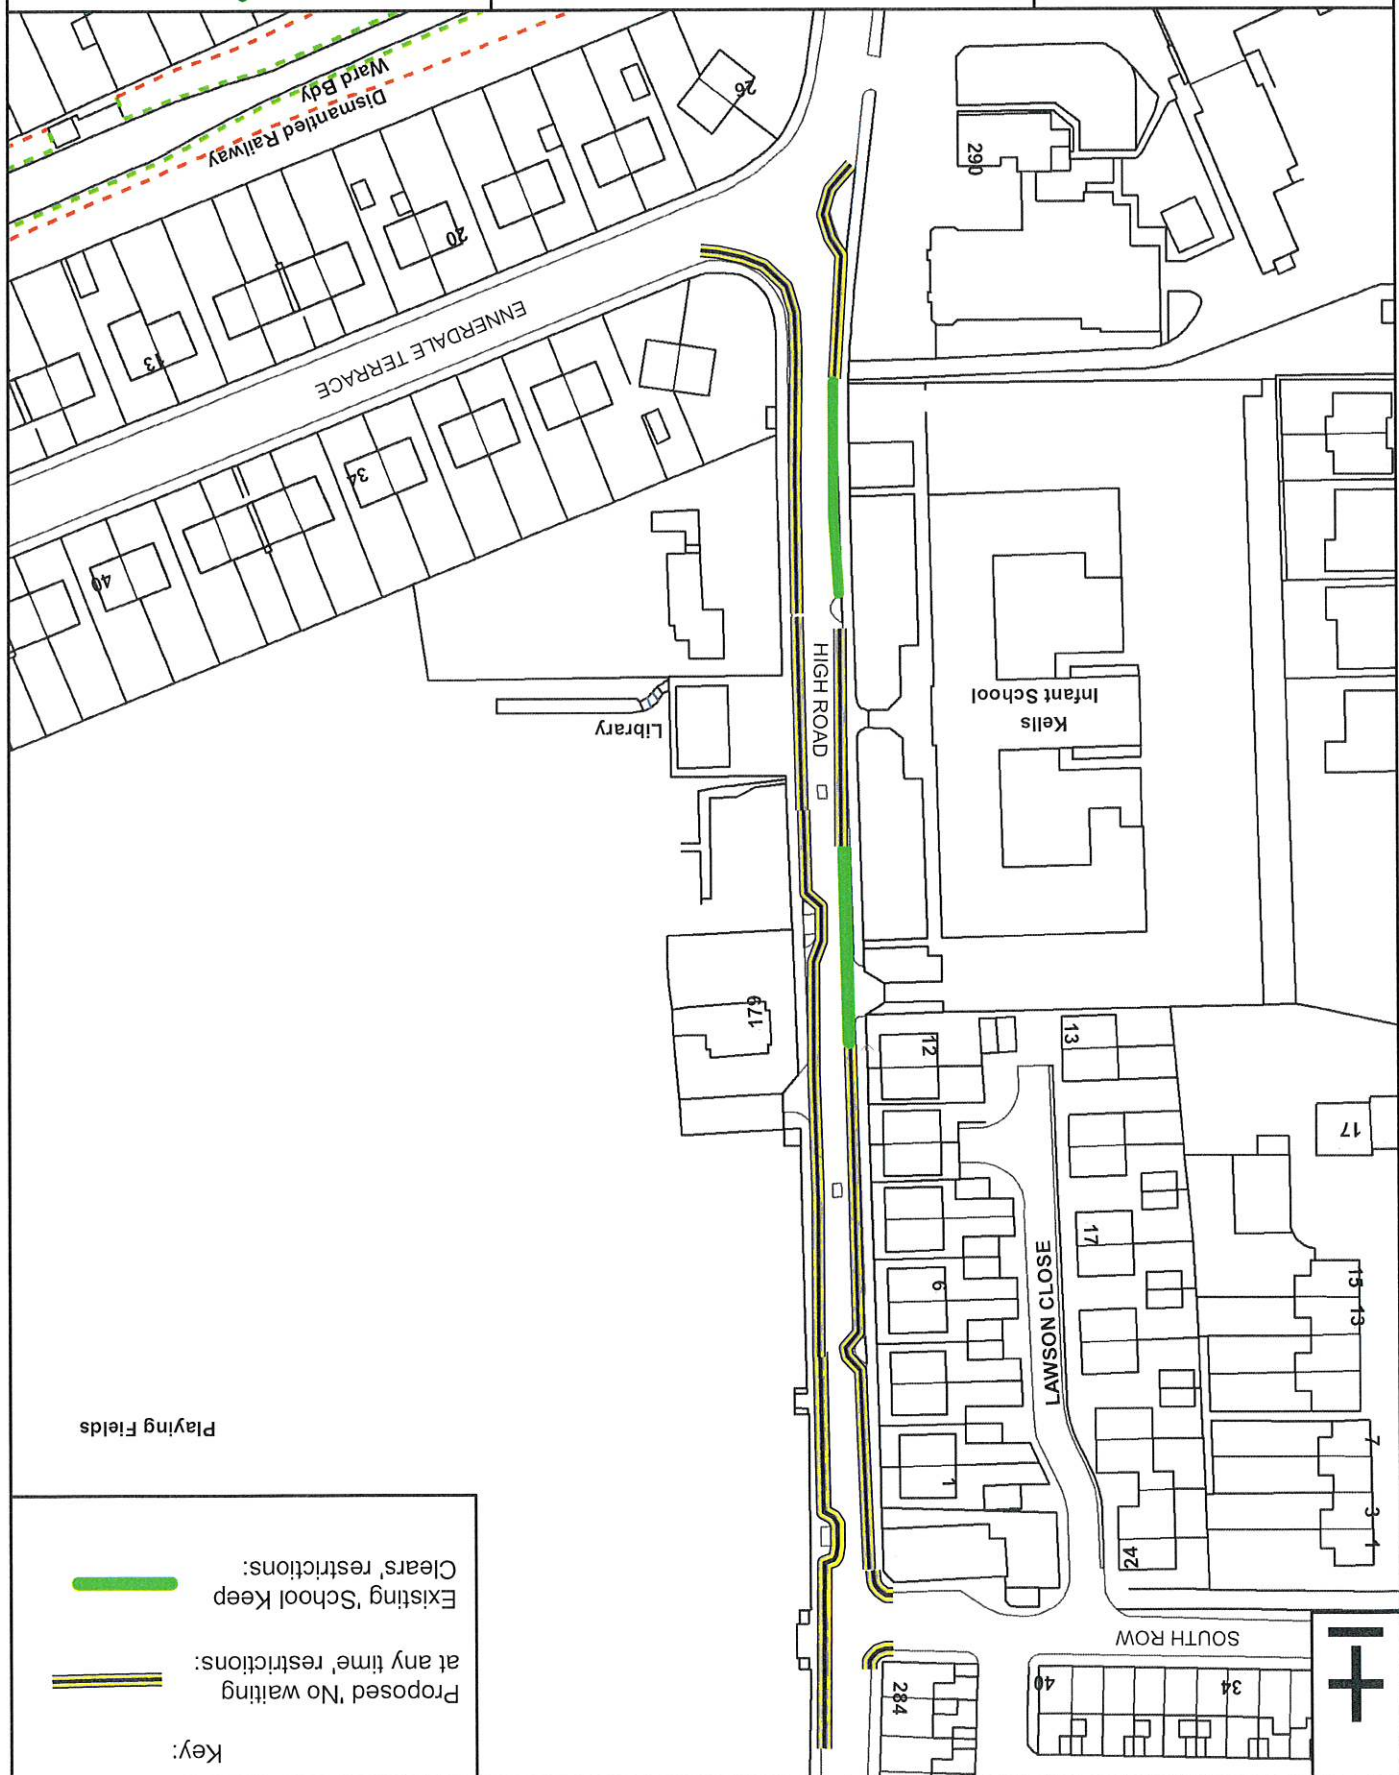 Key:
Proposed 'No waiting
at any time' restrictions:
Existing 'School Keep
Clears' restrictions:
34
40
284
SOUTH ROW
24
1
3
7
1
Playing Fields
LAWSON CLOSE
13
15
6
17
17
12
13
179
Library
Kells
Infant School
HIGH ROAD
40
34
ENNERDALE TERRACE
13
20
290
26
Dismantled Railway
Ward Bdy